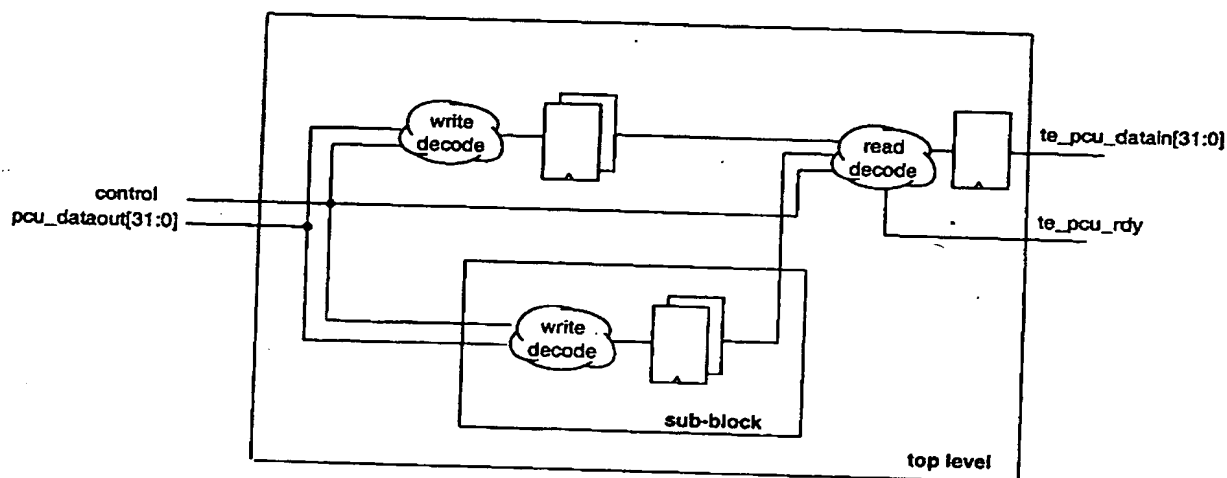 write
decode
read
decode
te_pcu_datain[31:0]
control
pcu_dataout[31:0]
te_pcu_rdy
write
decode
sub-block
top level